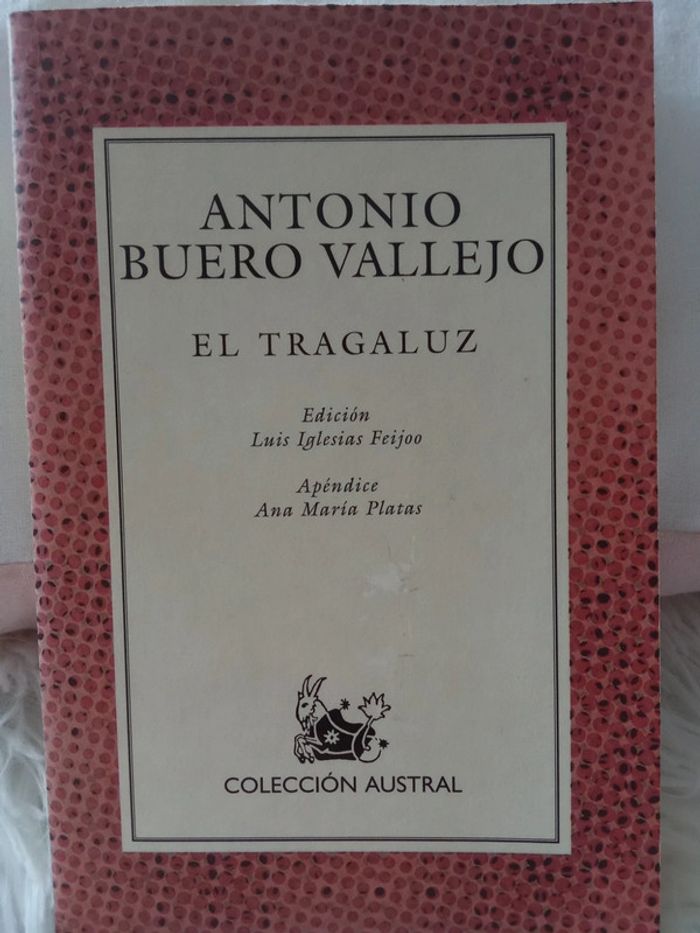 ANTONIO
BUERO VALLEJO
EL TRAGALUZ
Edición
Luis Iglesias Feijoo
Apéndice
Ana María Platas
COLECCIÓN AUSTRAL